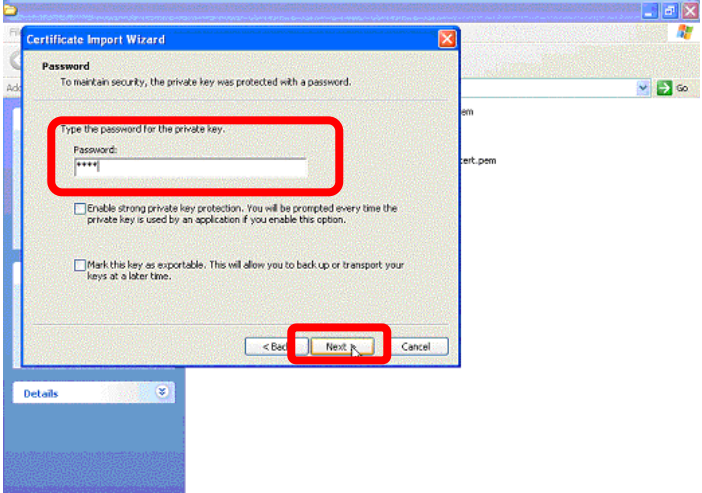 Certificate Import Wizard
Password
To maintain security, the private key was protected with a password.
Go
em
Type the password for the private key.
Password:
****
cert.pem
Enable strong private key protection. You will be prompted every time the
private key is used by an application if you enable this option.
Mark this key as exportable. This will allow you to back up or transport your
keys at a later time.
< Bac
Next >
Cancel
Details